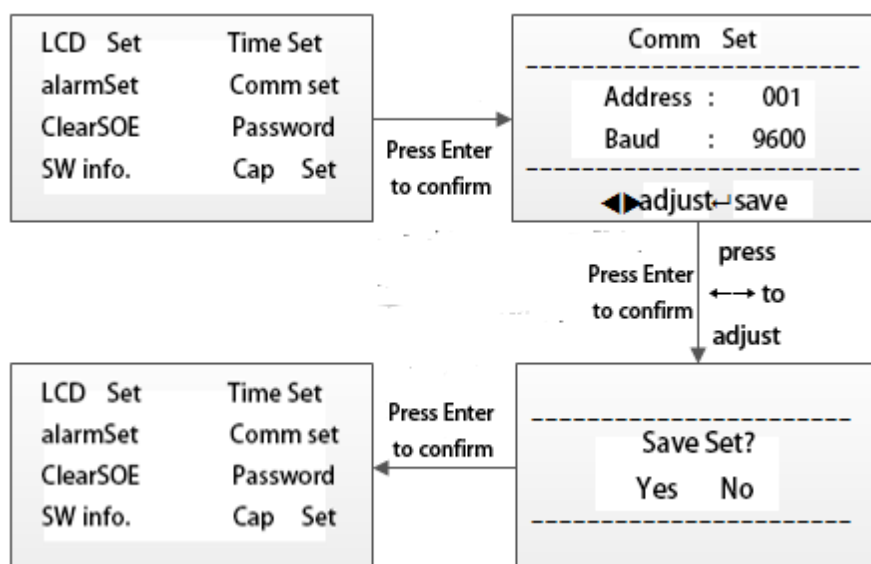 LCD Set Time Set
alarmSet Comm set
ClearSOE Password
SW info. Cap Set
Press Enter
to confirm
Comm Set
Address : 001
Baud : 9600
◀▶adjust↵save
Press Enter
to confirm
press
←→ to
adjust
Save Set?
Yes No
Press Enter
to confirm
LCD Set Time Set
alarmSet Comm set
ClearSOE Password
SW info. Cap Set